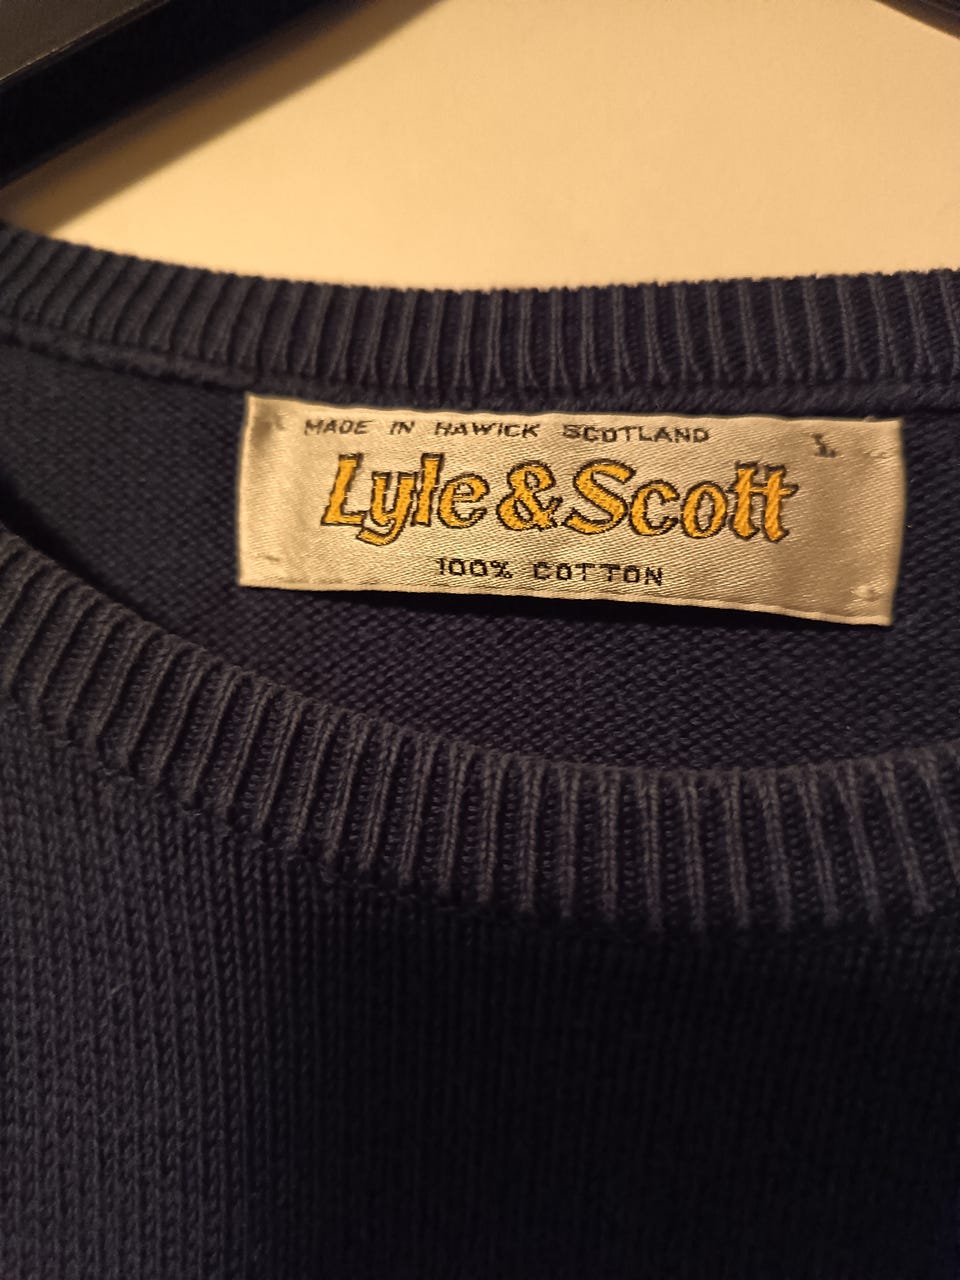 MADE IN HAWICK SCOTLAND
L
Lyle & Scott
100% COTTON